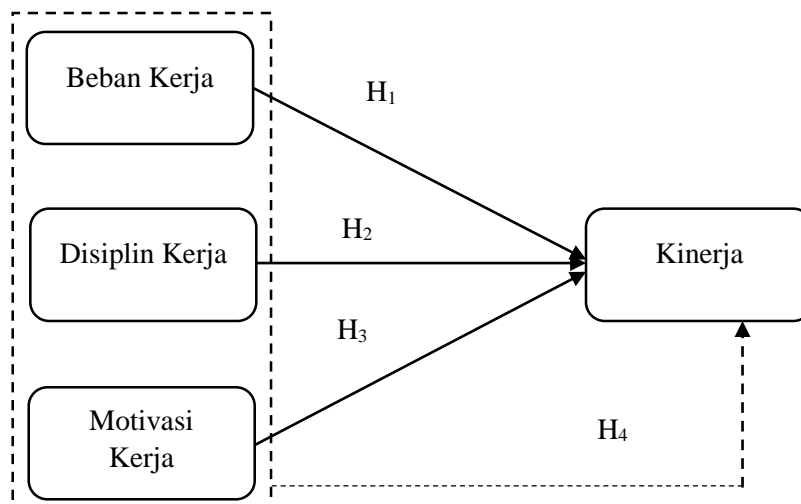 Beban Kerja
H₁
Disiplin Kerja
H₂
Kinerja
H₃
Motivasi
Kerja
H₄